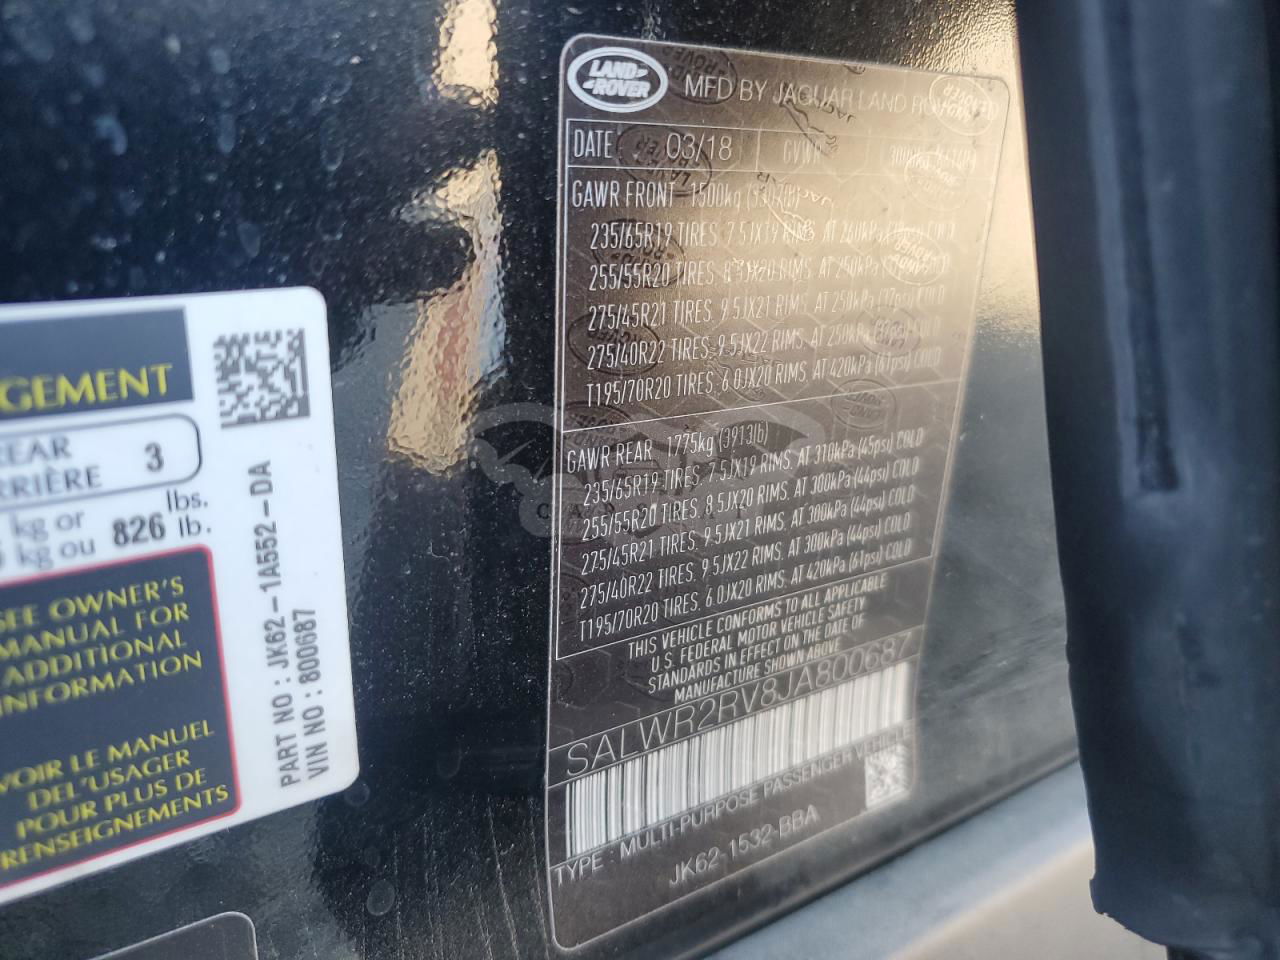 GEMENT
REAR
RRIÈRE 3
kg or lbs.
kg ou 826 lb.
SEE OWNER'S
MANUAL FOR
ADDITIONAL
INFORMATION
VOIR LE MANUEL
DEL'USAGER
POUR PLUS DE
RENSEIGNEMENTS
PART NO : JK62-1A552-DA
VIN NO : 800687
LAND
ROVER
MFD BY JAGUAR LAND
DATE 03/18 GVWR
GAWR FRONT 1500kg (3307lb)
235/65R19 TIRES, 7.5JX19 RIMS, AT 260kPa COLD
255/55R20 TIRES, 8.5JX20 RIMS, AT 250kPa COLD
275/45R21 TIRES, 9.5JX21 RIMS, AT 250kPa (37psi) COLD
275/40R22 TIRES, 9.5JX22 RIMS, AT 250kPa COLD
T195/70R20 TIRES, 6.0JX20 RIMS, AT 420kPa (61psi) COLD
GAWR REAR 1775kg (3913lb)
235/65R19 TIRES, 7.5JX19 RIMS, AT 310kPa (45psi) COLD
255/55R20 TIRES, 8.5JX20 RIMS, AT 300kPa (44psi) COLD
275/45R21 TIRES, 9.5JX21 RIMS, AT 300kPa (44psi) COLD
275/40R22 TIRES, 9.5JX22 RIMS, AT 300kPa (44psi) COLD
T195/70R20 TIRES, 6.0JX20 RIMS, AT 420kPa (61psi) COLD
THIS VEHICLE CONFORMS TO ALL APPLICABLE
U.S. FEDERAL MOTOR VEHICLE SAFETY
STANDARDS IN EFFECT ON THE DATE OF
MANUFACTURE SHOWN ABOVE
SALWR2RV8JA800687
TYPE : MULTI-PURPOSE PASSENGER VEHICLE
JK62-1532-BBA